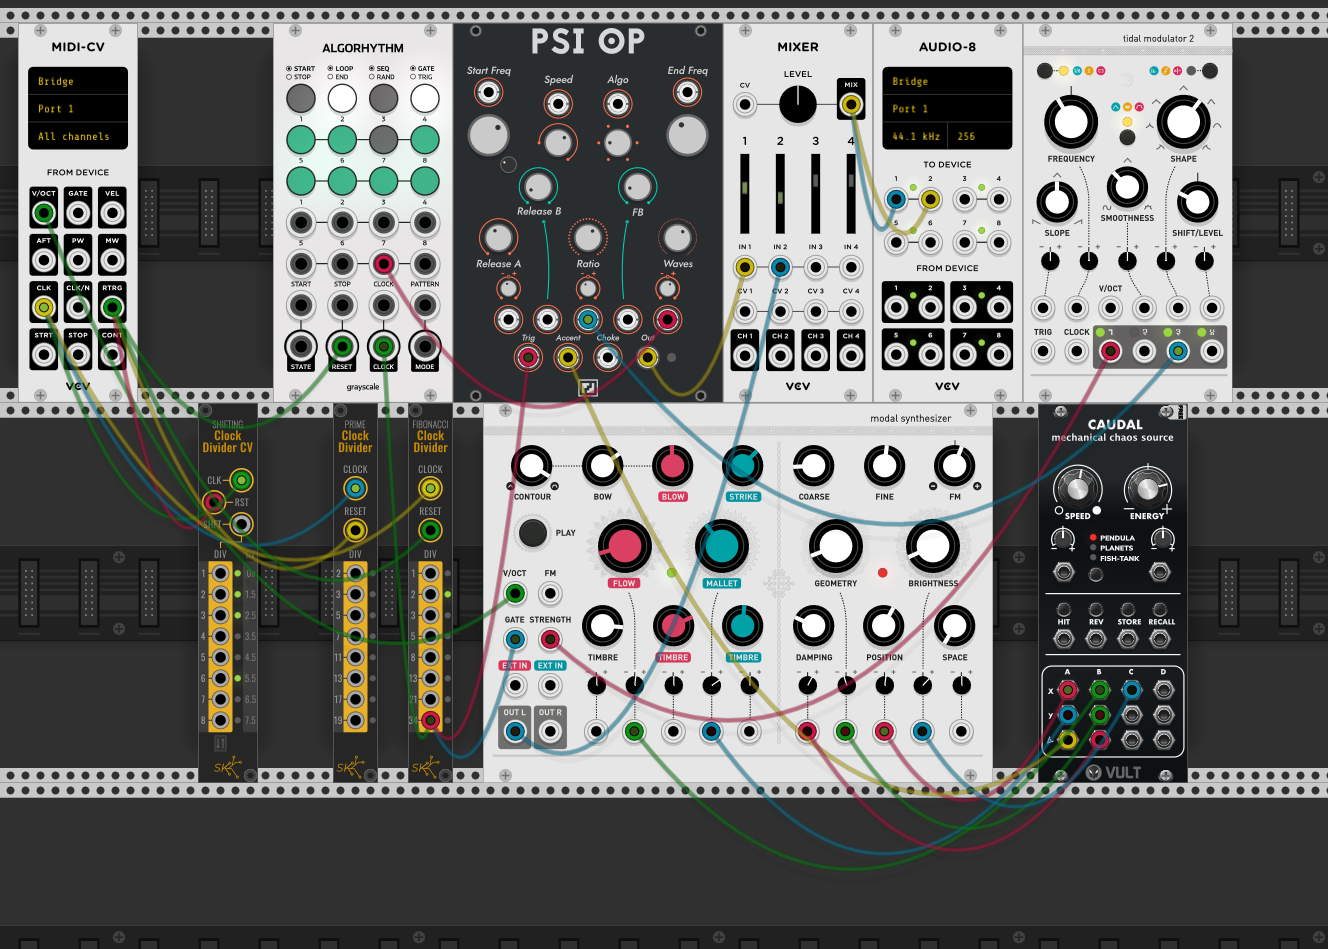 MIDI-CV
Bridge
Port 1
All channels
FROM DEVICE
V/OCT GATE VEL
AFT PW MW
CLK CLK/N RTRG
STRT STOP CONT
VCV
ALGORHYTHM
START LOOP SEQ GATE
STOP END RAND TRIG
1 2 3 4
5 6 7 8
1 2 3 4
5 6 7 8
START STOP CLOCK PATTERN
STATE RESET CLOCK MODE
grayscale
PSI OP
Start Freq Speed Algo End Freq
Release B FB
Release A Ratio Waves
Trig Accent Choke Out
MIXER
LEVEL
CV MIX
1 2 3 4
IN 1 IN 2 IN 3 IN 4
CV 1 CV 2 CV 3 CV 4
CH 1 CH 2 CH 3 CH 4
VCV
AUDIO-8
Bridge
Port 1
44.1 kHz 256
TO DEVICE
1 2 3 4
5 6 7 8
FROM DEVICE
1 2 3 4
5 6 7 8
VCV
tidal modulator 2
FREQUENCY SHAPE
SMOOTHNESS
SLOPE SHIFT/LEVEL
V/OCT
TRIG CLOCK
SHIFTING
Clock
Divider CV
CLK
RST
SHFT
DIV
1
2 1.5
3 2.5
4 3.5
5 4.5
6 5.5
7 6.5
8 7.5
SK
PRIME
Clock
Divider
CLOCK
RESET
DIV
2
3
5
7
11
13
17
19
SK
FIBONACCI
Clock
Divider
CLOCK
RESET
DIV
1
2
3
5
8
13
21
34
SK
modal synthesizer
CONTOUR BOW BLOW STRIKE COARSE FINE FM
PLAY
FLOW MALLET GEOMETRY BRIGHTNESS
V/OCT FM
GATE STRENGTH
TIMBRE TIMBRE TIMBRE DAMPING POSITION SPACE
EXT IN EXT IN
OUT L OUT R
CAUDAL
mechanical chaos source
SPEED ENERGY
PENDULA
PLANETS
FISH-TANK
HIT REV STORE RECALL
A B C D
X
Y
VULT